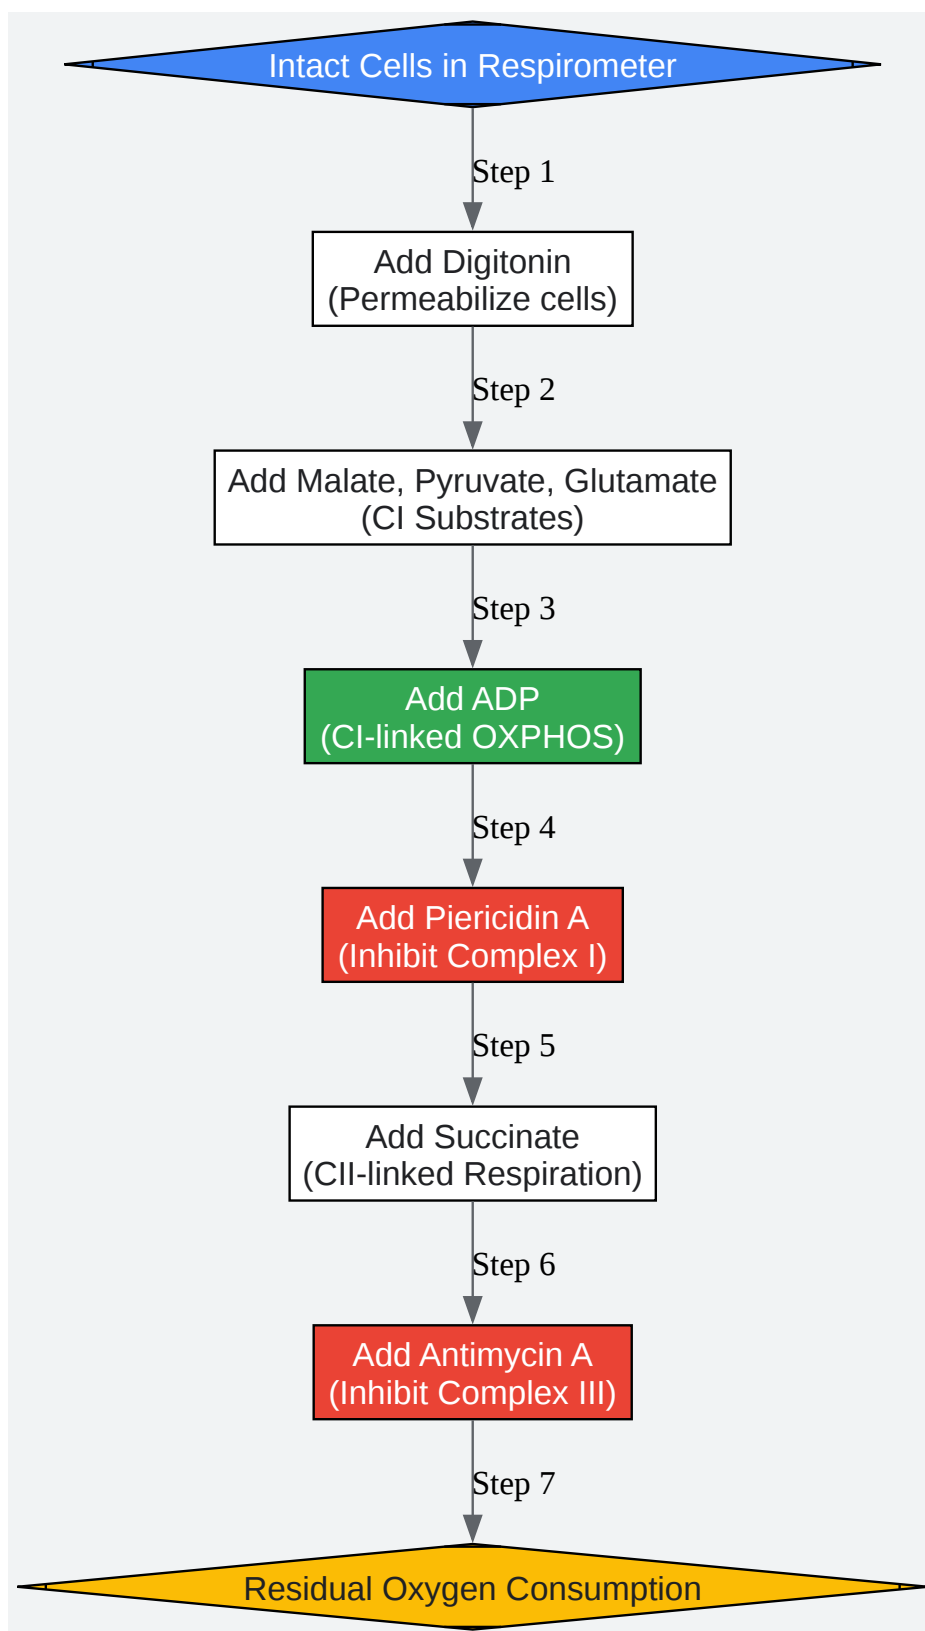 Intact Cells in Respirometer
Step 1
Add Digitonin
(Permeabilize cells)
Step 2
Add Malate, Pyruvate, Glutamate
(CI Substrates)
Step 3
Add ADP
(CI-linked OXPHOS)
Step 4
Add Piericidin A
(Inhibit Complex I)
Step 5
Add Succinate
(CII-linked Respiration)
Step 6
Add Antimycin A
(Inhibit Complex III)
Step 7
Residual Oxygen Consumption